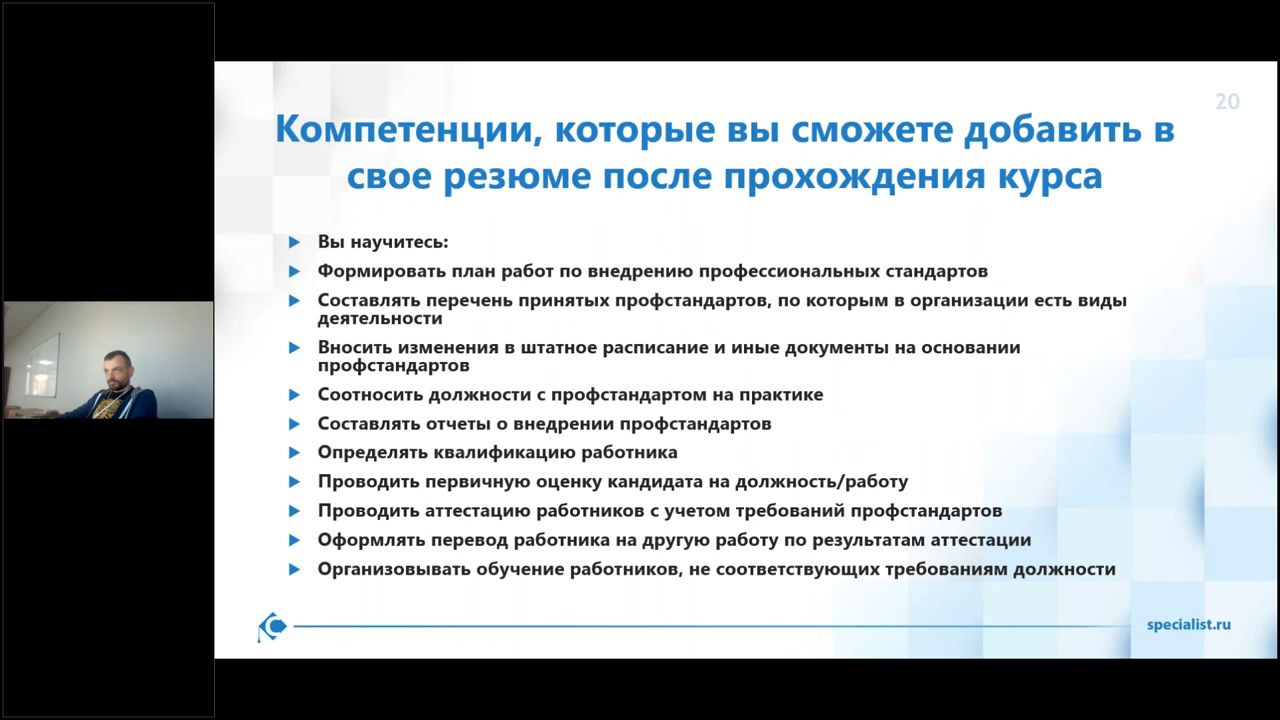 20
Компетенции, которые вы сможете добавить в
свое резюме после прохождения курса
Вы научитесь:
Формировать план работ по внедрению профессиональных стандартов
Составлять перечень принятых профстандартов, по которым в организации есть виды
деятельности
Вносить изменения в штатное расписание и иные документы на основании
профстандартов
Соотносить должности с профстандартом на практике
Составлять отчеты о внедрении профстандартов
Определять квалификацию работника
Проводить первичную оценку кандидата на должность/работу
Проводить аттестацию работников с учетом требований профстандартов
Оформлять перевод работника на другую работу по результатам аттестации
Организовывать обучение работников, не соответствующих требованиям должности
specialist.ru